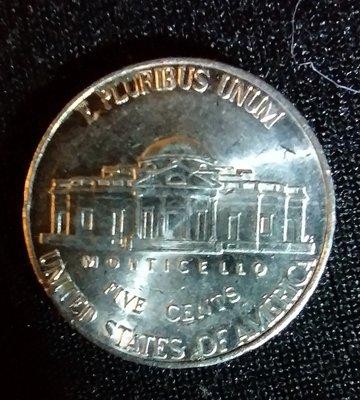 E PLURIBUS UNUM
MONTICELLO
FIVE CENTS
UNITED STATES OF AMERICA